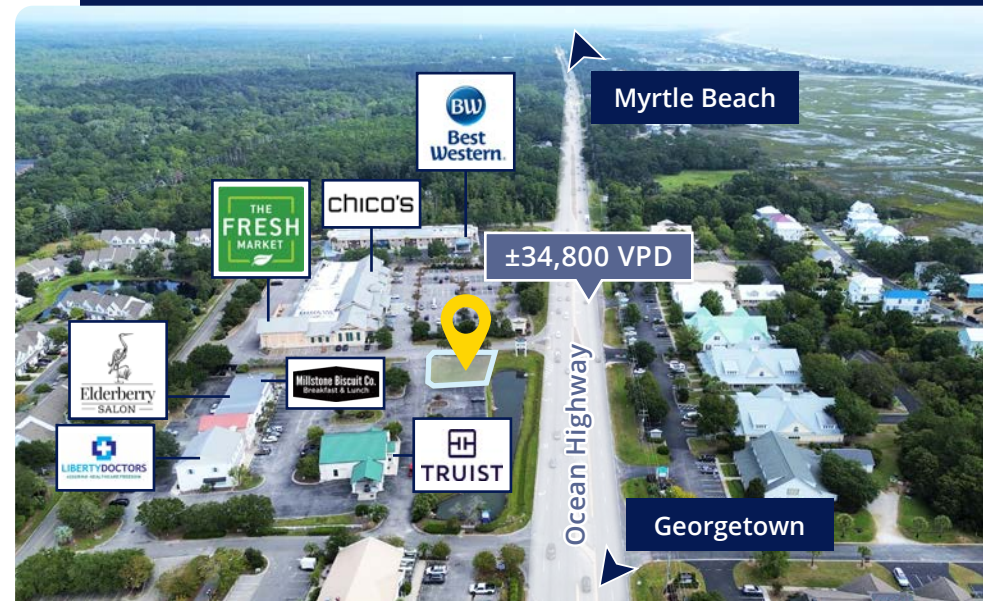 Myrtle Beach
BW
Best
Western.
THE
FRESH
MARKET
chico's
±34,800 VPD
Elderberry
SALON
Millstone Biscuit Co.
Breakfast & Lunch
LIBERTYDOCTORS
TRUIST
Ocean Highway
Georgetown